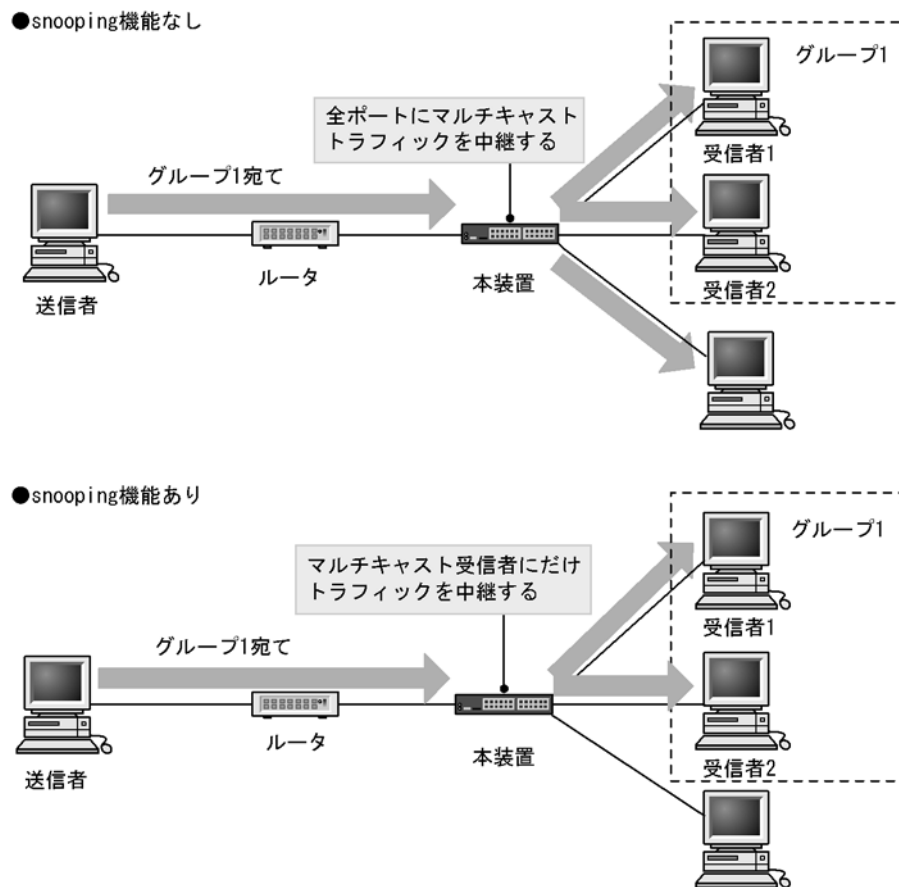 ●snooping機能なし
グループ1
全ポートにマルチキャスト
トラフィックを中継する
受信者1
グループ1宛て
ルータ
本装置
送信者
受信者2
●snooping機能あり
グループ1
マルチキャスト受信者にだけ
トラフィックを中継する
受信者1
グループ1宛て
ルータ
本装置
送信者
受信者2